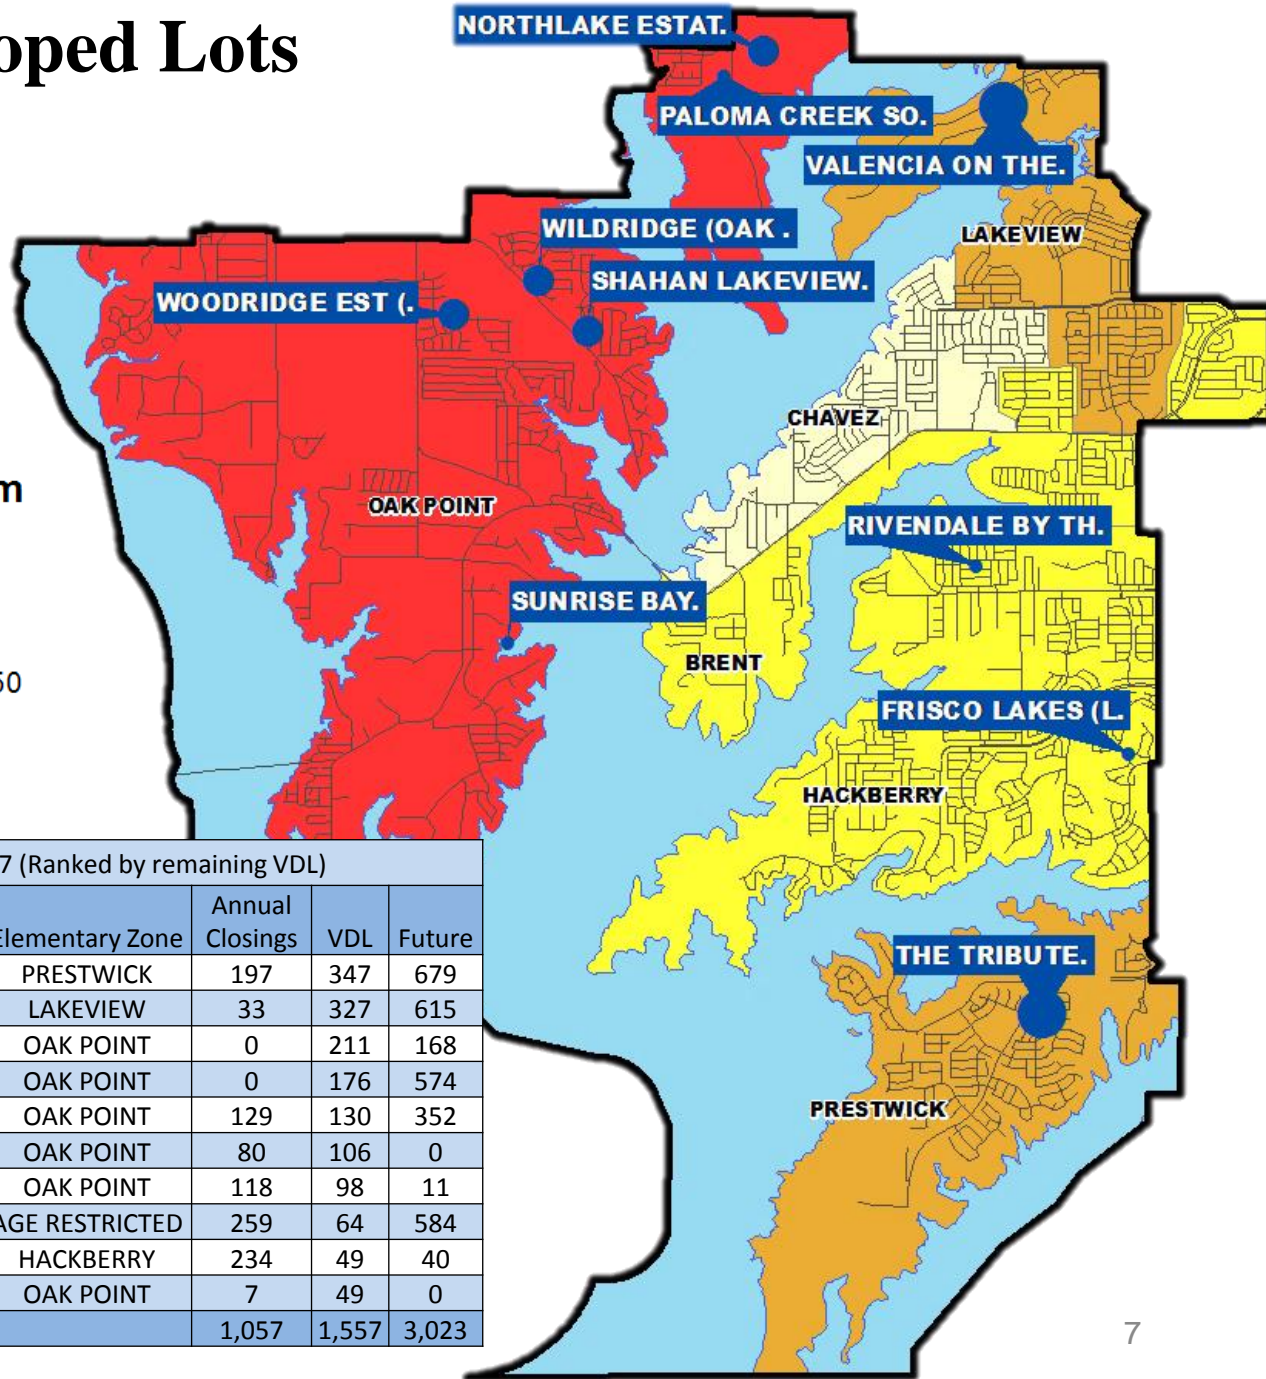 oped Lots
NORTHLAKE ESTAT.
PALOMA CREEK SO.
VALENCIA ON THE.
LAKEVIEW
WILDRIDGE (OAK .
SHAHAN LAKEVIEW.
WOODRIDGE EST (.
CHAVEZ
m
OAK POINT
RIVENDALE BY TH.
SUNRISE BAY.
BRENT
60
FRISCO LAKES (L.
HACKBERRY
7 (Ranked by remaining VDL)
Elementary Zone Annual Closings VDL Future
PRESTWICK 197 347 679
LAKEVIEW 33 327 615
OAK POINT 0 211 168
OAK POINT 0 176 574
OAK POINT 129 130 352
OAK POINT 80 106 0
OAK POINT 118 98 11
AGE RESTRICTED 259 64 584
HACKBERRY 234 49 40
OAK POINT 7 49 0
1,057 1,557 3,023
THE TRIBUTE.
PRESTWICK
7